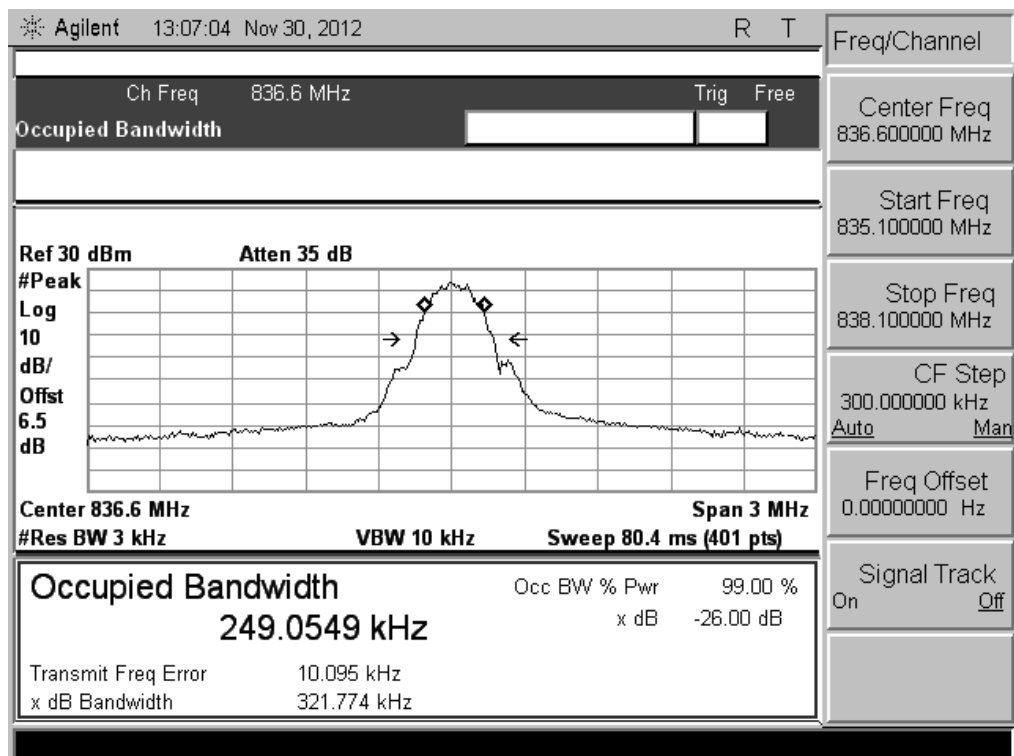 Agilent 13:07:04 Nov 30, 2012 R T
Ch Freq 836.6 MHz Trig Free
Occupied Bandwidth
Ref 30 dBm Atten 35 dB
#Peak
Log
10
dB/
Offst
6.5
dB
Center 836.6 MHz Span 3 MHz
#Res BW 3 kHz VBW 10 kHz Sweep 80.4 ms (401 pts)
Occupied Bandwidth Occ BW % Pwr 99.00 %
249.0549 kHz x dB -26.00 dB
Transmit Freq Error 10.095 kHz
x dB Bandwidth 321.774 kHz
Freq/Channel
Center Freq
836.600000 MHz
Start Freq
835.100000 MHz
Stop Freq
838.100000 MHz
CF Step
300.000000 kHz
Auto Man
Freq Offset
0.00000000 Hz
Signal Track
On Off